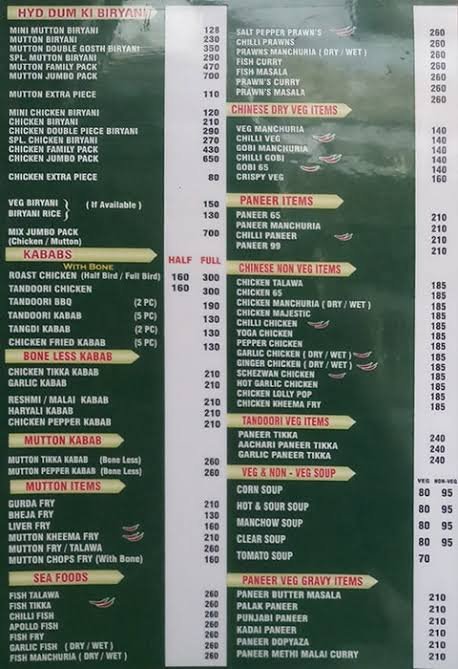 HYD DUM KI BIRYANI
MINI MUTTON BIRYANI 128
MUTTON BIRYANI 230
MUTTON DOUBLE GOSHT BIRYANI 350
SPL. MUTTON BIRYANI 290
MUTTON FAMILY PACK 470
MUTTON JUMBO PACK 700
MUTTON EXTRA PIECE 110
MINI CHICKEN BIRYANI 120
CHICKEN BIRYANI 210
CHICKEN DOUBLE PIECE BIRYANI 290
SPL. CHICKEN BIRYANI 270
CHICKEN FAMILY PACK 430
CHICKEN JUMBO PACK 650
CHICKEN EXTRA PIECE 80
VEG BIRYANI ( If Available ) 150
BIRYANI RICE 130
MIX JUMBO PACK 700
(Chicken / Mutton)
KABABS HALF FULL
With Bone
ROAST CHICKEN (Half Bird / Full Bird) 160 300
TANDOORI CHICKEN 160 300
TANDOORI BBQ (2 PC) 190
TANDOORI KABAB (5 PC) 130
TANGDI KABAB (2 PC) 130
CHICKEN FRIED KABAB (5 PC) 130
BONE LESS KABAB
CHICKEN TIKKA KABAB 210
GARLIC KABAB 210
RESHMI / MALAI KABAB 210
HARYALI KABAB 210
CHICKEN PEPPER KABAB 210
MUTTON KABAB
MUTTON TIKKA KABAB (Bone Less) 260
MUTTON PEPPER KABAB (Bone Less) 260
MUTTON ITEMS
GURDA FRY 210
BHEJA FRY 130
LIVER FRY 160
MUTTON KHEEMA FRY 210
MUTTON FRY / TALAWA 260
MUTTON CHOPS FRY (With Bone) 160
SEA FOODS
FISH TALAWA 260
FISH TIKKA 260
CHILLI FISH 260
APOLLO FISH 260
FISH FRY 260
GARLIC FISH ( DRY / WET ) 260
FISH MANCHURIA ( DRY / WET ) 260
SALT PEPPER PRAWN'S 260
CHILLI PRAWNS 260
PRAWNS MANCHURIA ( DRY / WET ) 260
FISH CURRY 260
FISH MASALA 260
PRAWN'S CURRY 260
PRAWN'S MASALA 260
CHINESE DRY VEG ITEMS
VEG MANCHURIA 140
CHILLI VEG 140
GOBI MANCHURIA 140
CHILLI GOBI 140
GOBI 65 140
CRISPY VEG 160
PANEER ITEMS
PANEER 65 210
PANEER MANCHURIA 210
CHILLI PANEER 210
PANEER 99 210
CHINESE NON VEG ITEMS
CHICKEN TALAWA 185
CHICKEN 65 185
CHICKEN MANCHURIA ( DRY / WET ) 185
CHICKEN MAJESTIC 185
CHILLI CHICKEN 185
YOGA CHICKEN 185
PEPPER CHICKEN 185
GARLIC CHICKEN ( DRY / WET ) 185
GINGER CHICKEN ( DRY / WET ) 185
SCHEZWAN CHICKEN 185
HOT GARLIC CHICKEN 185
CHICKEN LOLLY POP 185
CHICKEN KHEEMA FRY 185
TANDOORI VEG ITEMS
PANEER TIKKA 240
AACHARI PANEER TIKKA 240
GARLIC PANEER TIKKA 240
VEG & NON - VEG SOUP VEG NON-VEG
CORN SOUP 80 95
HOT & SOUR SOUP 80 95
MANCHOW SOUP 80 95
CLEAR SOUP 80 95
TOMATO SOUP 70
PANEER VEG GRAVY ITEMS
PANEER BUTTER MASALA 210
PALAK PANEER 210
PUNJABI PANEER 210
KADAI PANEER 210
PANEER DOPYAZA 210
PANEER METHI MALAI CURRY 210